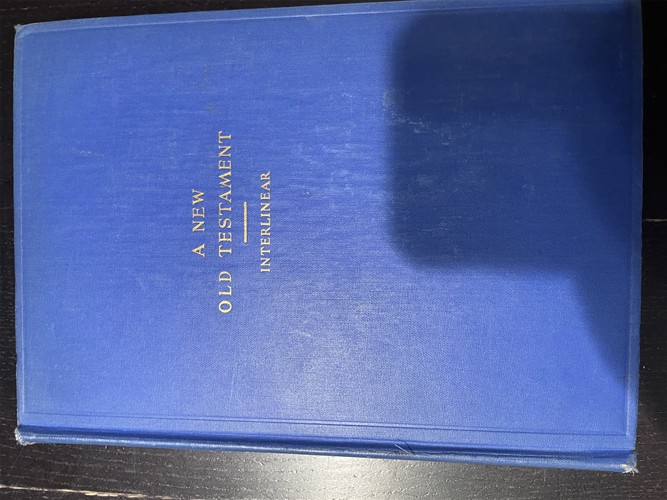 A NEW
OLD TESTAMENT
INTERLINEAR